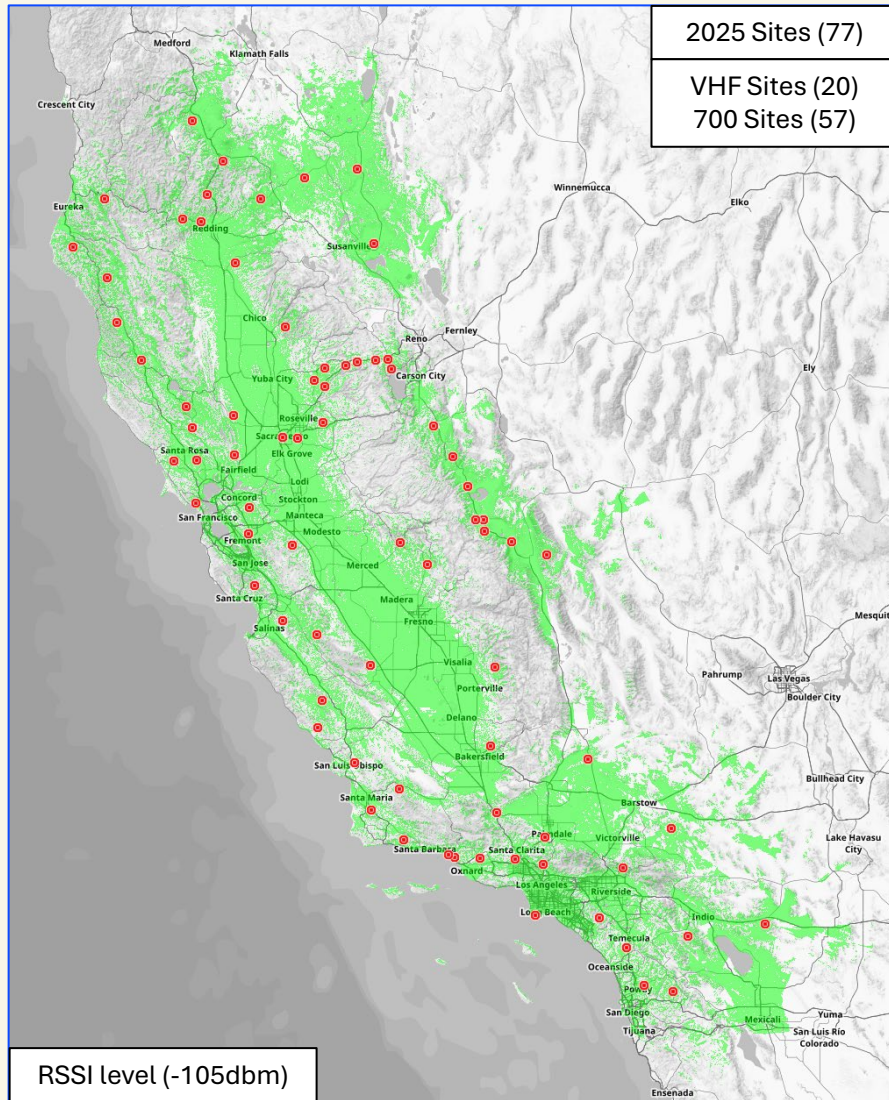 2025 Sites (77)
VHF Sites (20)
700 Sites (57)
Medford
Klamath Falls
Crescent City
Winnemucca
Elko
Eureka
Redding
Susanville
Chico
Reno
Fernley
Ely
Yuba City
Carson City
Roseville
Sacramento
Elk Grove
Santa Rosa
Fairfield
Lodi
Concord
Stockton
San Francisco
Manteca
Modesto
Fremont
San Jose
Merced
Santa Cruz
Madera
Mesquit
Fresno
Salinas
Visalia
Pahrump
Las Vegas
Porterville
Boulder City
Delano
Bakersfield
San Luis Obispo
Bullhead City
Santa Maria
Barstow
Palmdale
Victorville
Lake Havasu
City
Santa Barbara
Santa Clarita
Oxnard
Los Angeles
Riverside
Long Beach
Indio
Temecula
Oceanside
Poway
San Diego
Mexicali
Yuma
Tijuana
San Luis Río
Colorado
RSSI level (-105dbm)
Ensenada